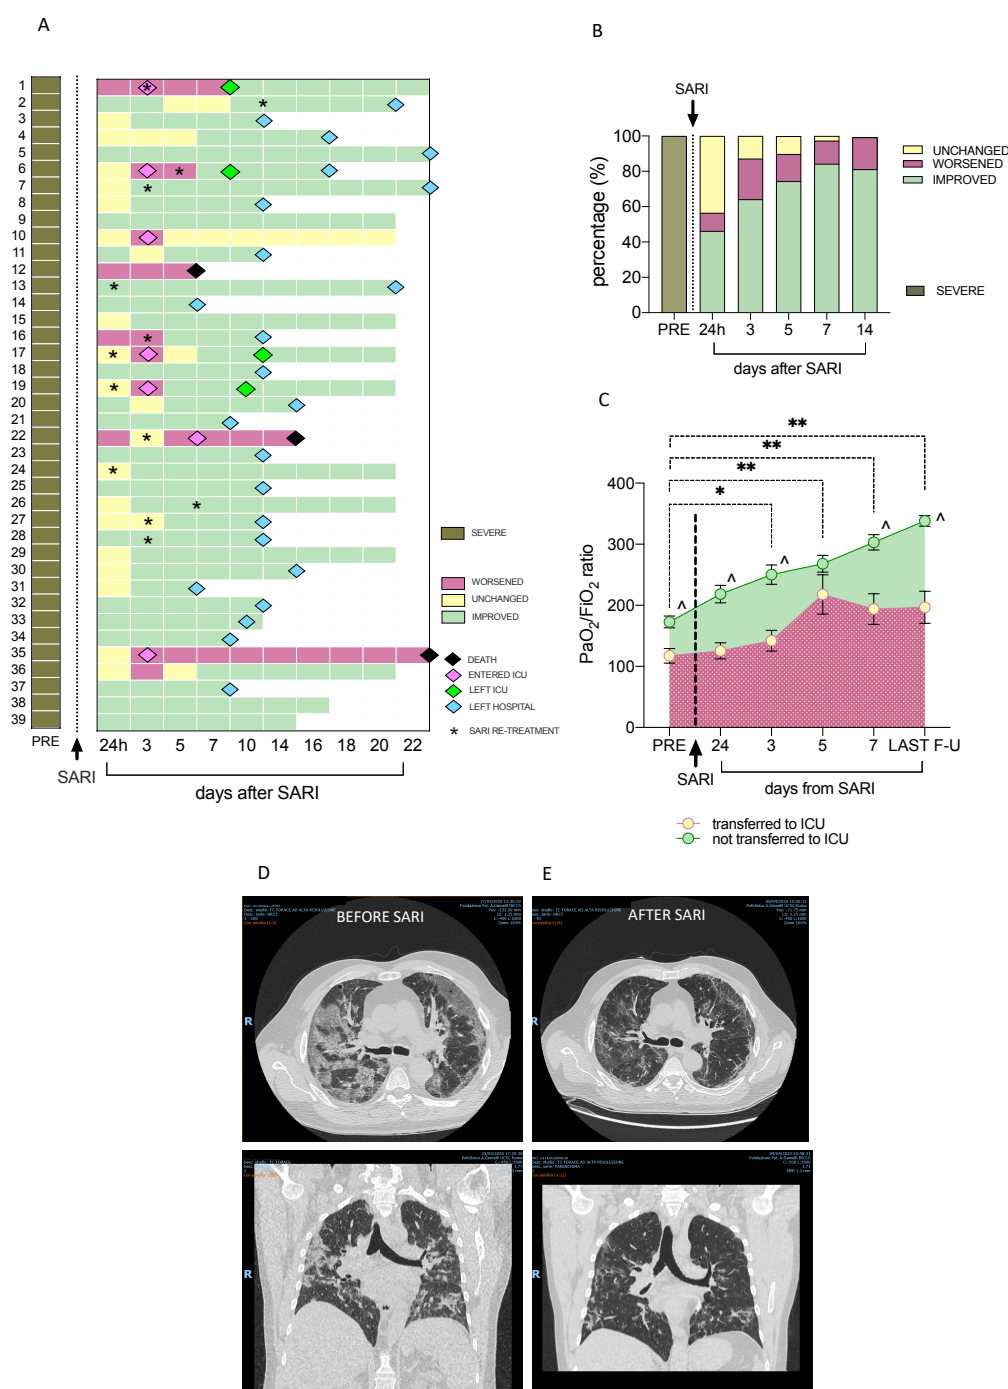 A
1
2
3
4
5
6
7
8
9
10
11
12
13
14
15
16
17
18
19
20
21
22
23
24
25
26
27
28
29
30
31
32
33
34
35
36
37
38
39
PRE
SARI
24h 3 5 7 10 14 16 18 20 22
days after SARI
SEVERE
WORSENED
UNCHANGED
IMPROVED
DEATH
ENTERED ICU
LEFT ICU
LEFT HOSPITAL
* SARI RE-TREATMENT
B
SARI
percentage (%)
100
80
60
40
20
0
PRE 24h 3 5 7 14
days after SARI
UNCHANGED
WORSENED
IMPROVED
SEVERE
C
**
**
**
*
^ ^ ^ ^ ^
PaO2/FiO2 ratio
400
300
200
100
0
PRE 24 3 5 7 LAST F-U
SARI
days from SARI
transferred to ICU
not transferred to ICU
D
BEFORE SARI
R
R
E
AFTER SARI
R
R